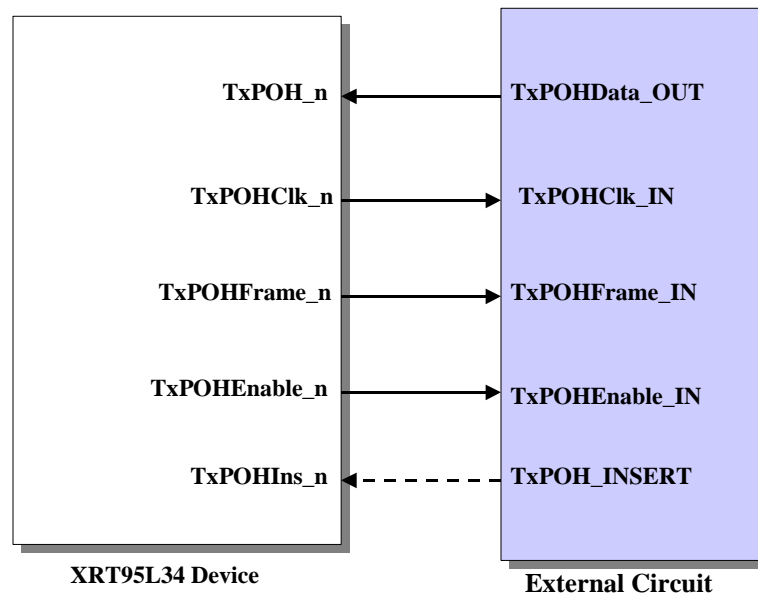 TxPOH_n TxPOHData_OUT
TxPOHClk_n TxPOHClk_IN
TxPOHFrame_n TxPOHFrame_IN
TxPOHEnable_n TxPOHEnable_IN
TxPOHIns_n TxPOH_INSERT
XRT95L34 Device External Circuit